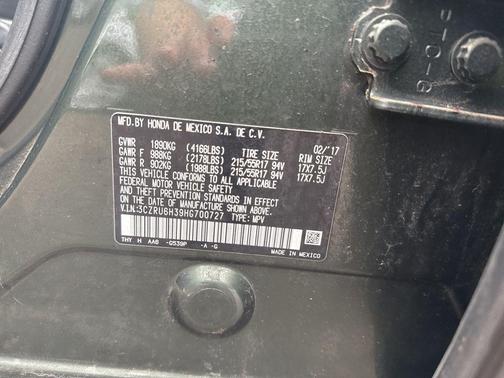 MFD.BY HONDA DE MEXICO S.A. DE C.V.
GVWR 1890KG (4166LBS) TIRE SIZE 02/'17 RIM SIZE
GAWR F 988KG (2178LBS) 215/55R17 94V 17X7.5J
GAWR R 902KG (1988LBS) 215/55R17 94V 17X7.5J
THIS VEHICLE CONFORMS TO ALL APPLICABLE
FEDERAL MOTOR VEHICLE SAFETY AND
THEFT PREVENTION STANDARDS IN EFFECT ON
THE DATE OF MANUFACTURE SHOWN ABOVE.
V.I.N:3CZRU6H39HG700727 TYPE: MPV
THY H AA6 -G539P -A -G MADE IN MEXICO